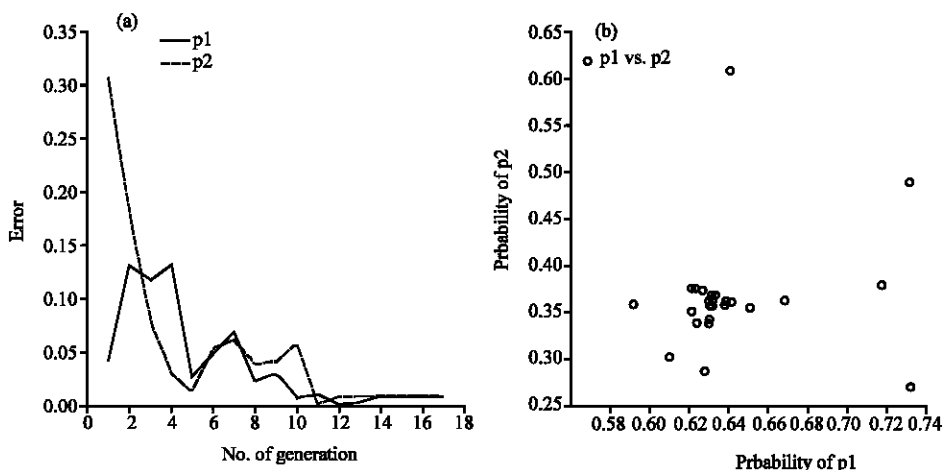 (a)
p1
p2
0.35
0.30
0.25
0.20
0.15
0.10
0.05
0.00
Error
0 2 4 6 8 10 12 14 16 18
No. of generation
(b)
p1 vs. p2
0.65
0.60
0.55
0.50
0.45
0.40
0.35
0.30
0.25
Prbability of p2
0.58 0.60 0.62 0.64 0.66 0.68 0.70 0.72 0.74
Prbability of p1